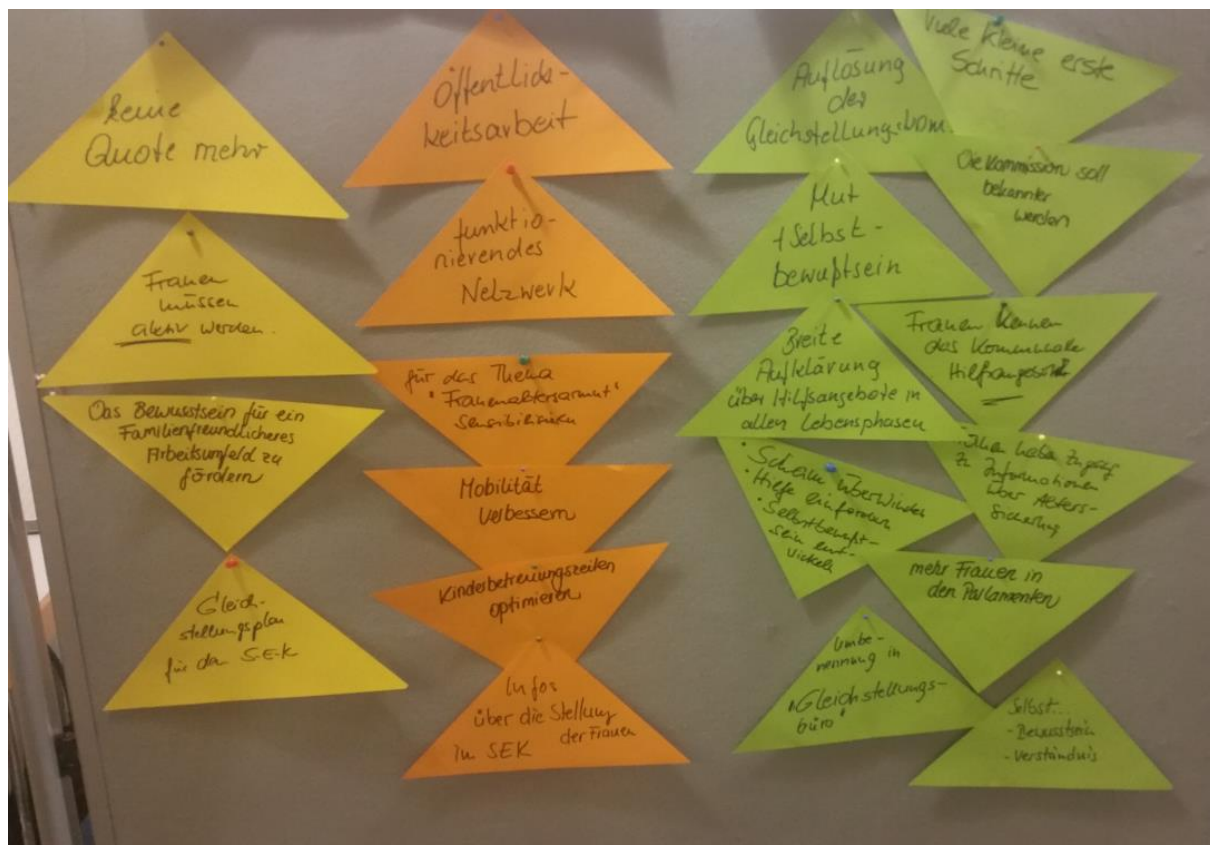 keine
Quote mehr
Frauen
müssen
aktiv werden.
Das Bewusstsein für ein
Familienfreundlicheres
Arbeitsumfeld zu
fördern
Gleich-
stellungsplan
für den S-E-K
Öffentlich-
keitsarbeit
funktio-
nierendes
Netzwerk
für das Thema
"Frauenaltersarmut"
sensibilisieren
Mobilität
verbessern
Kinderbetreuungszeiten
optimieren
Infos
über die Stellung
der Frauen
im SEK
Auflösung
der
Gleichstellungskom.
Mut
+ Selbst-
bewußtsein
Breite
Aufklärung
über Hilfsangebote in
allen Lebensphasen
• Scham überwinden
• Hilfe einfordern
• Selbstbewußt-
sein ent-
wickeln
Umbe-
nennung in
"Gleichstellungs-
büro"
Viele kleine erste
Schritte
Die Kommission soll
bekannter
werden
Frauen kennen
das Kommunale
haben Zugang
zu Informationen
über Alters-
Sicherung
mehr Frauen in
den Parlamenten
Selbst...
- Bewusstsein
- Verständnis